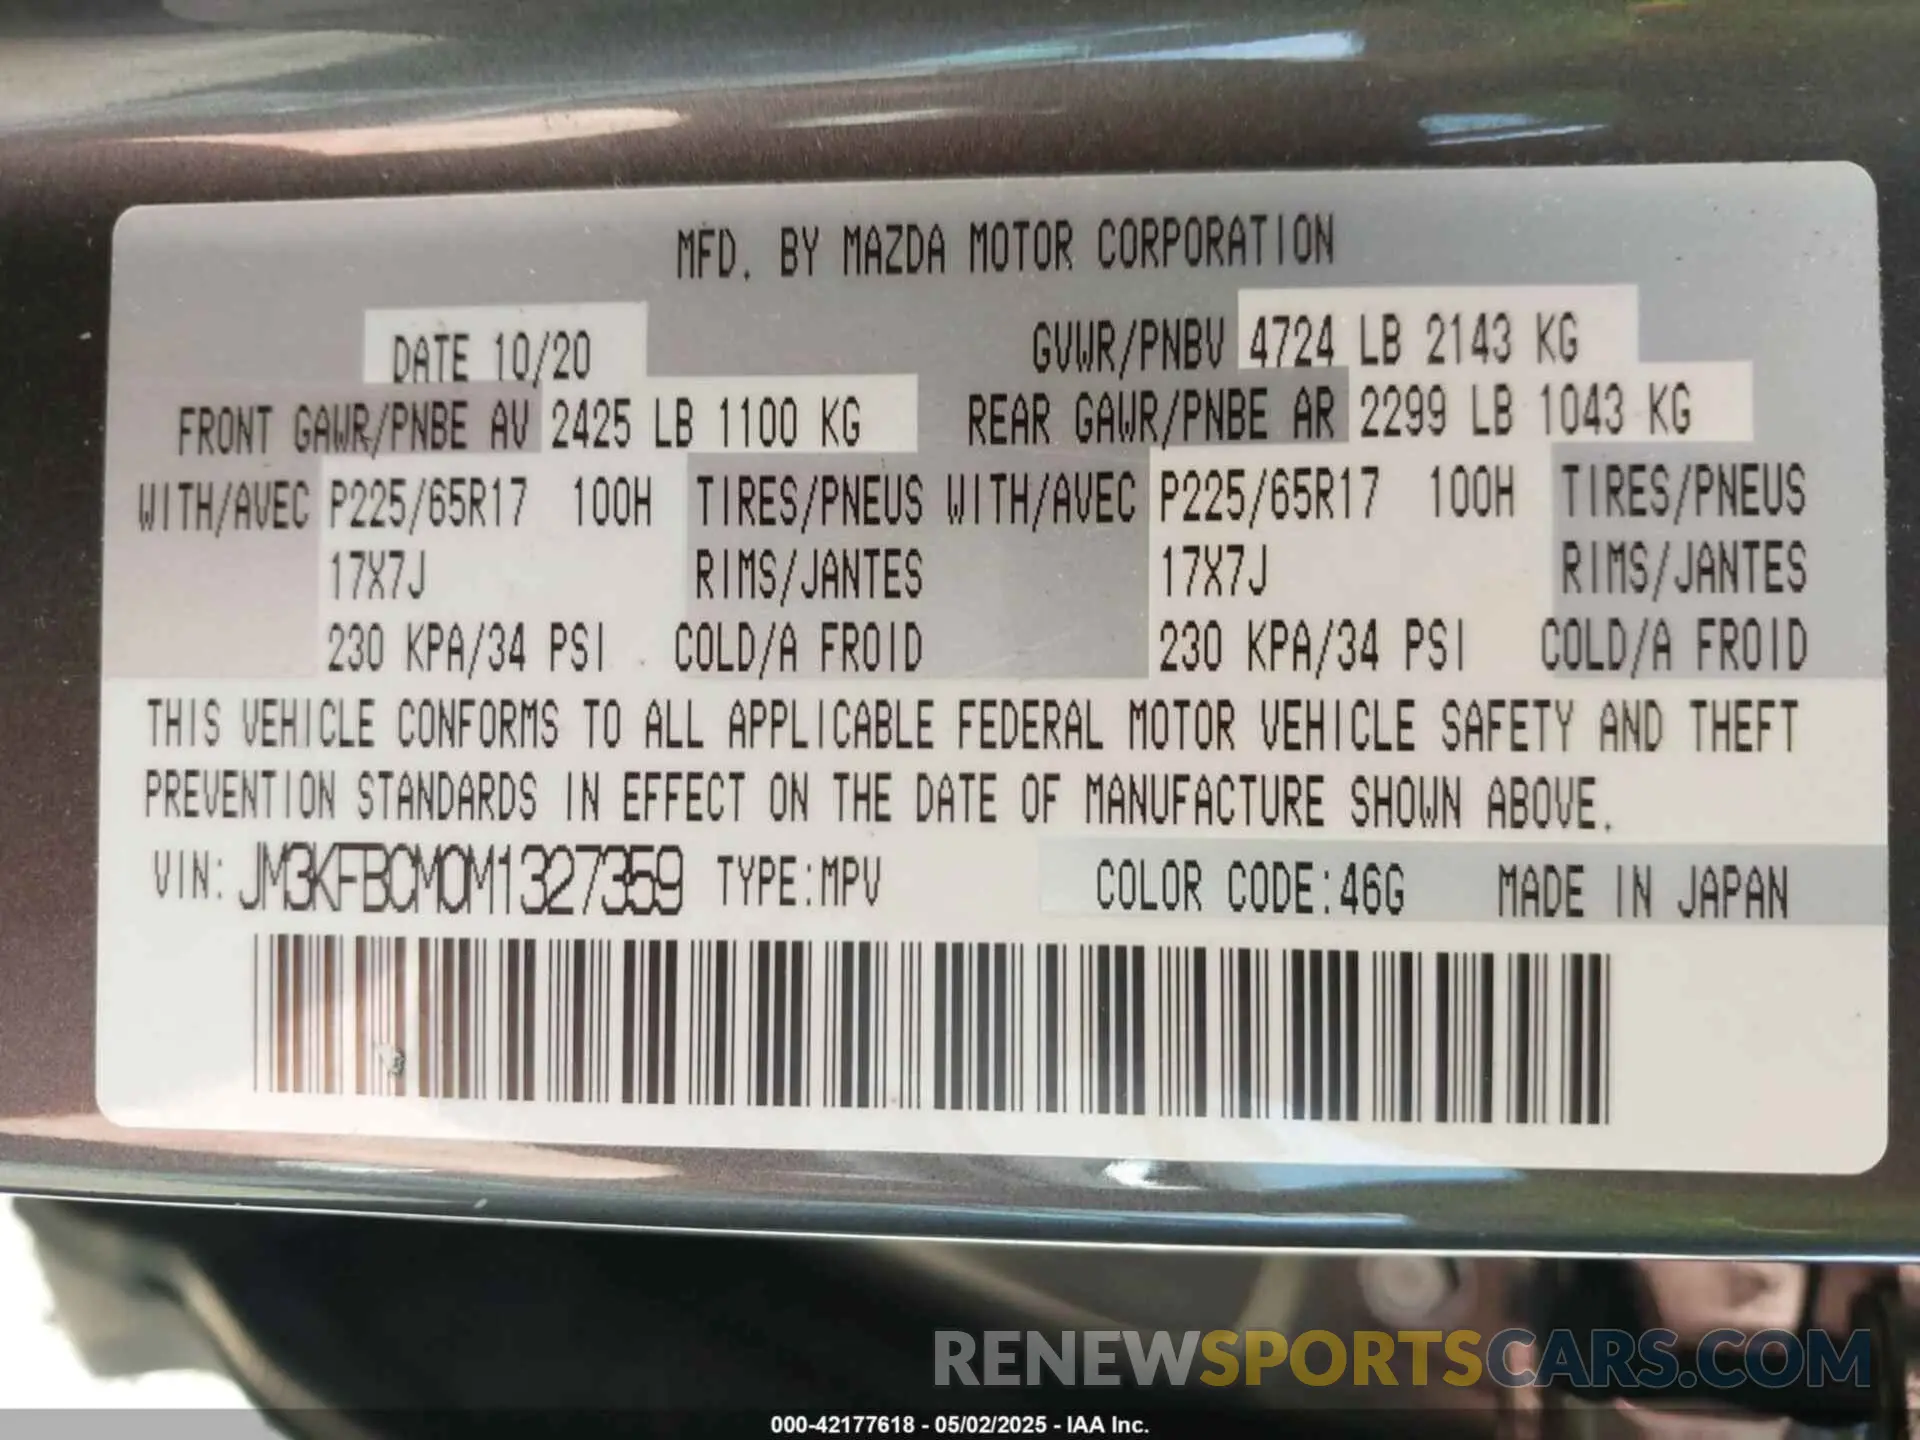 MFD. BY MAZDA MOTOR CORPORATION
DATE 10/20 GVWR/PNBV 4724 LB 2143 KG
FRONT GAWR/PNBE AV 2425 LB 1100 KG REAR GAWR/PNBE AR 2299 LB 1043 KG
WITH/AVEC P225/65R17 100H TIRES/PNEUS WITH/AVEC P225/65R17 100H TIRES/PNEUS
17X7J RIMS/JANTES 17X7J RIMS/JANTES
230 KPA/34 PSI COLD/A FROID 230 KPA/34 PSI COLD/A FROID
THIS VEHICLE CONFORMS TO ALL APPLICABLE FEDERAL MOTOR VEHICLE SAFETY AND THEFT
PREVENTION STANDARDS IN EFFECT ON THE DATE OF MANUFACTURE SHOWN ABOVE.
VIN: JM3KFBCM0M1327359 TYPE:MPV COLOR CODE:46G MADE IN JAPAN
RENEWSPORTSCARS.COM
000-42177618 - 05/02/2025 - IAA Inc.